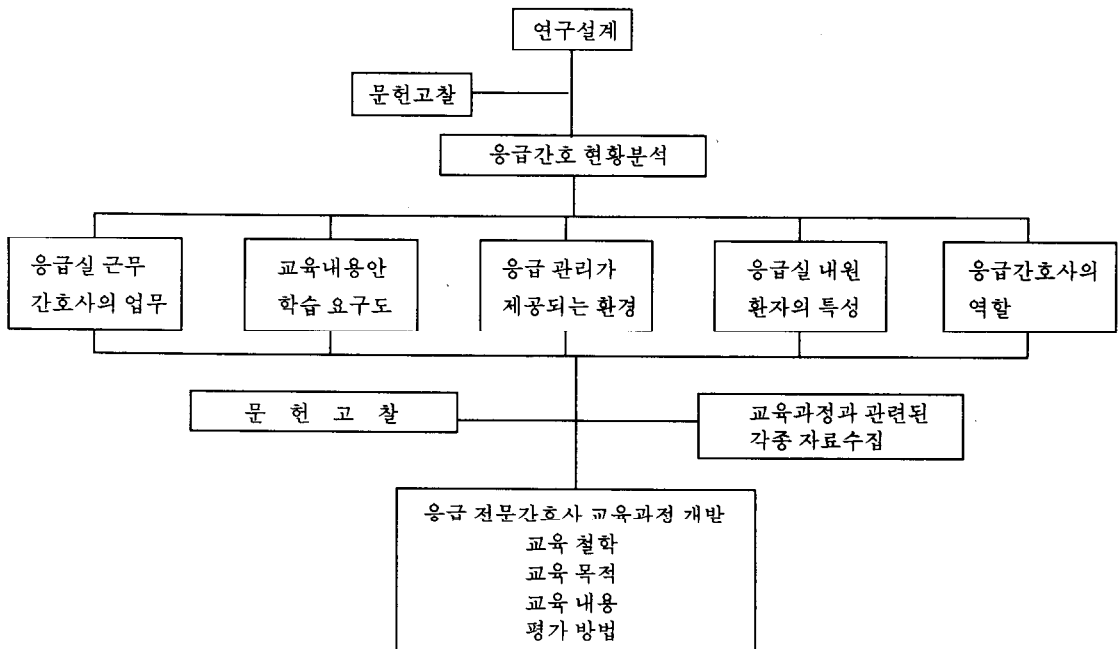 연구설계
문헌고찰
응급간호 현황분석
응급실 근무
간호사의 업무
교육내용안
학습 요구도
응급 관리가
제공되는 환경
응급실 내원
환자의 특성
응급간호사의
역할
문 헌 고 찰
교육과정과 관련된
각종 자료수집
응급 전문간호사 교육과정 개발
교육 철학
교육 목적
교육 내용
평가 방법